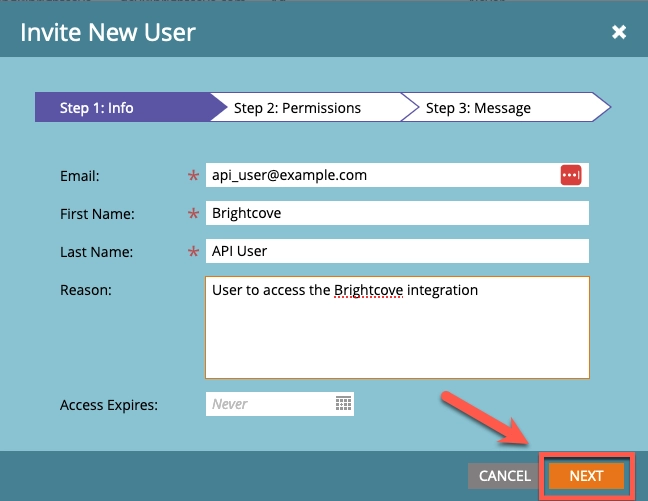 Invite New User
Step 1: Info
Step 2: Permissions
Step 3: Message
Email:
* api_user@example.com
First Name:
* Brightcove
Last Name:
* API User
Reason:
User to access the Brightcove integration
Access Expires:
Never
CANCEL
NEXT